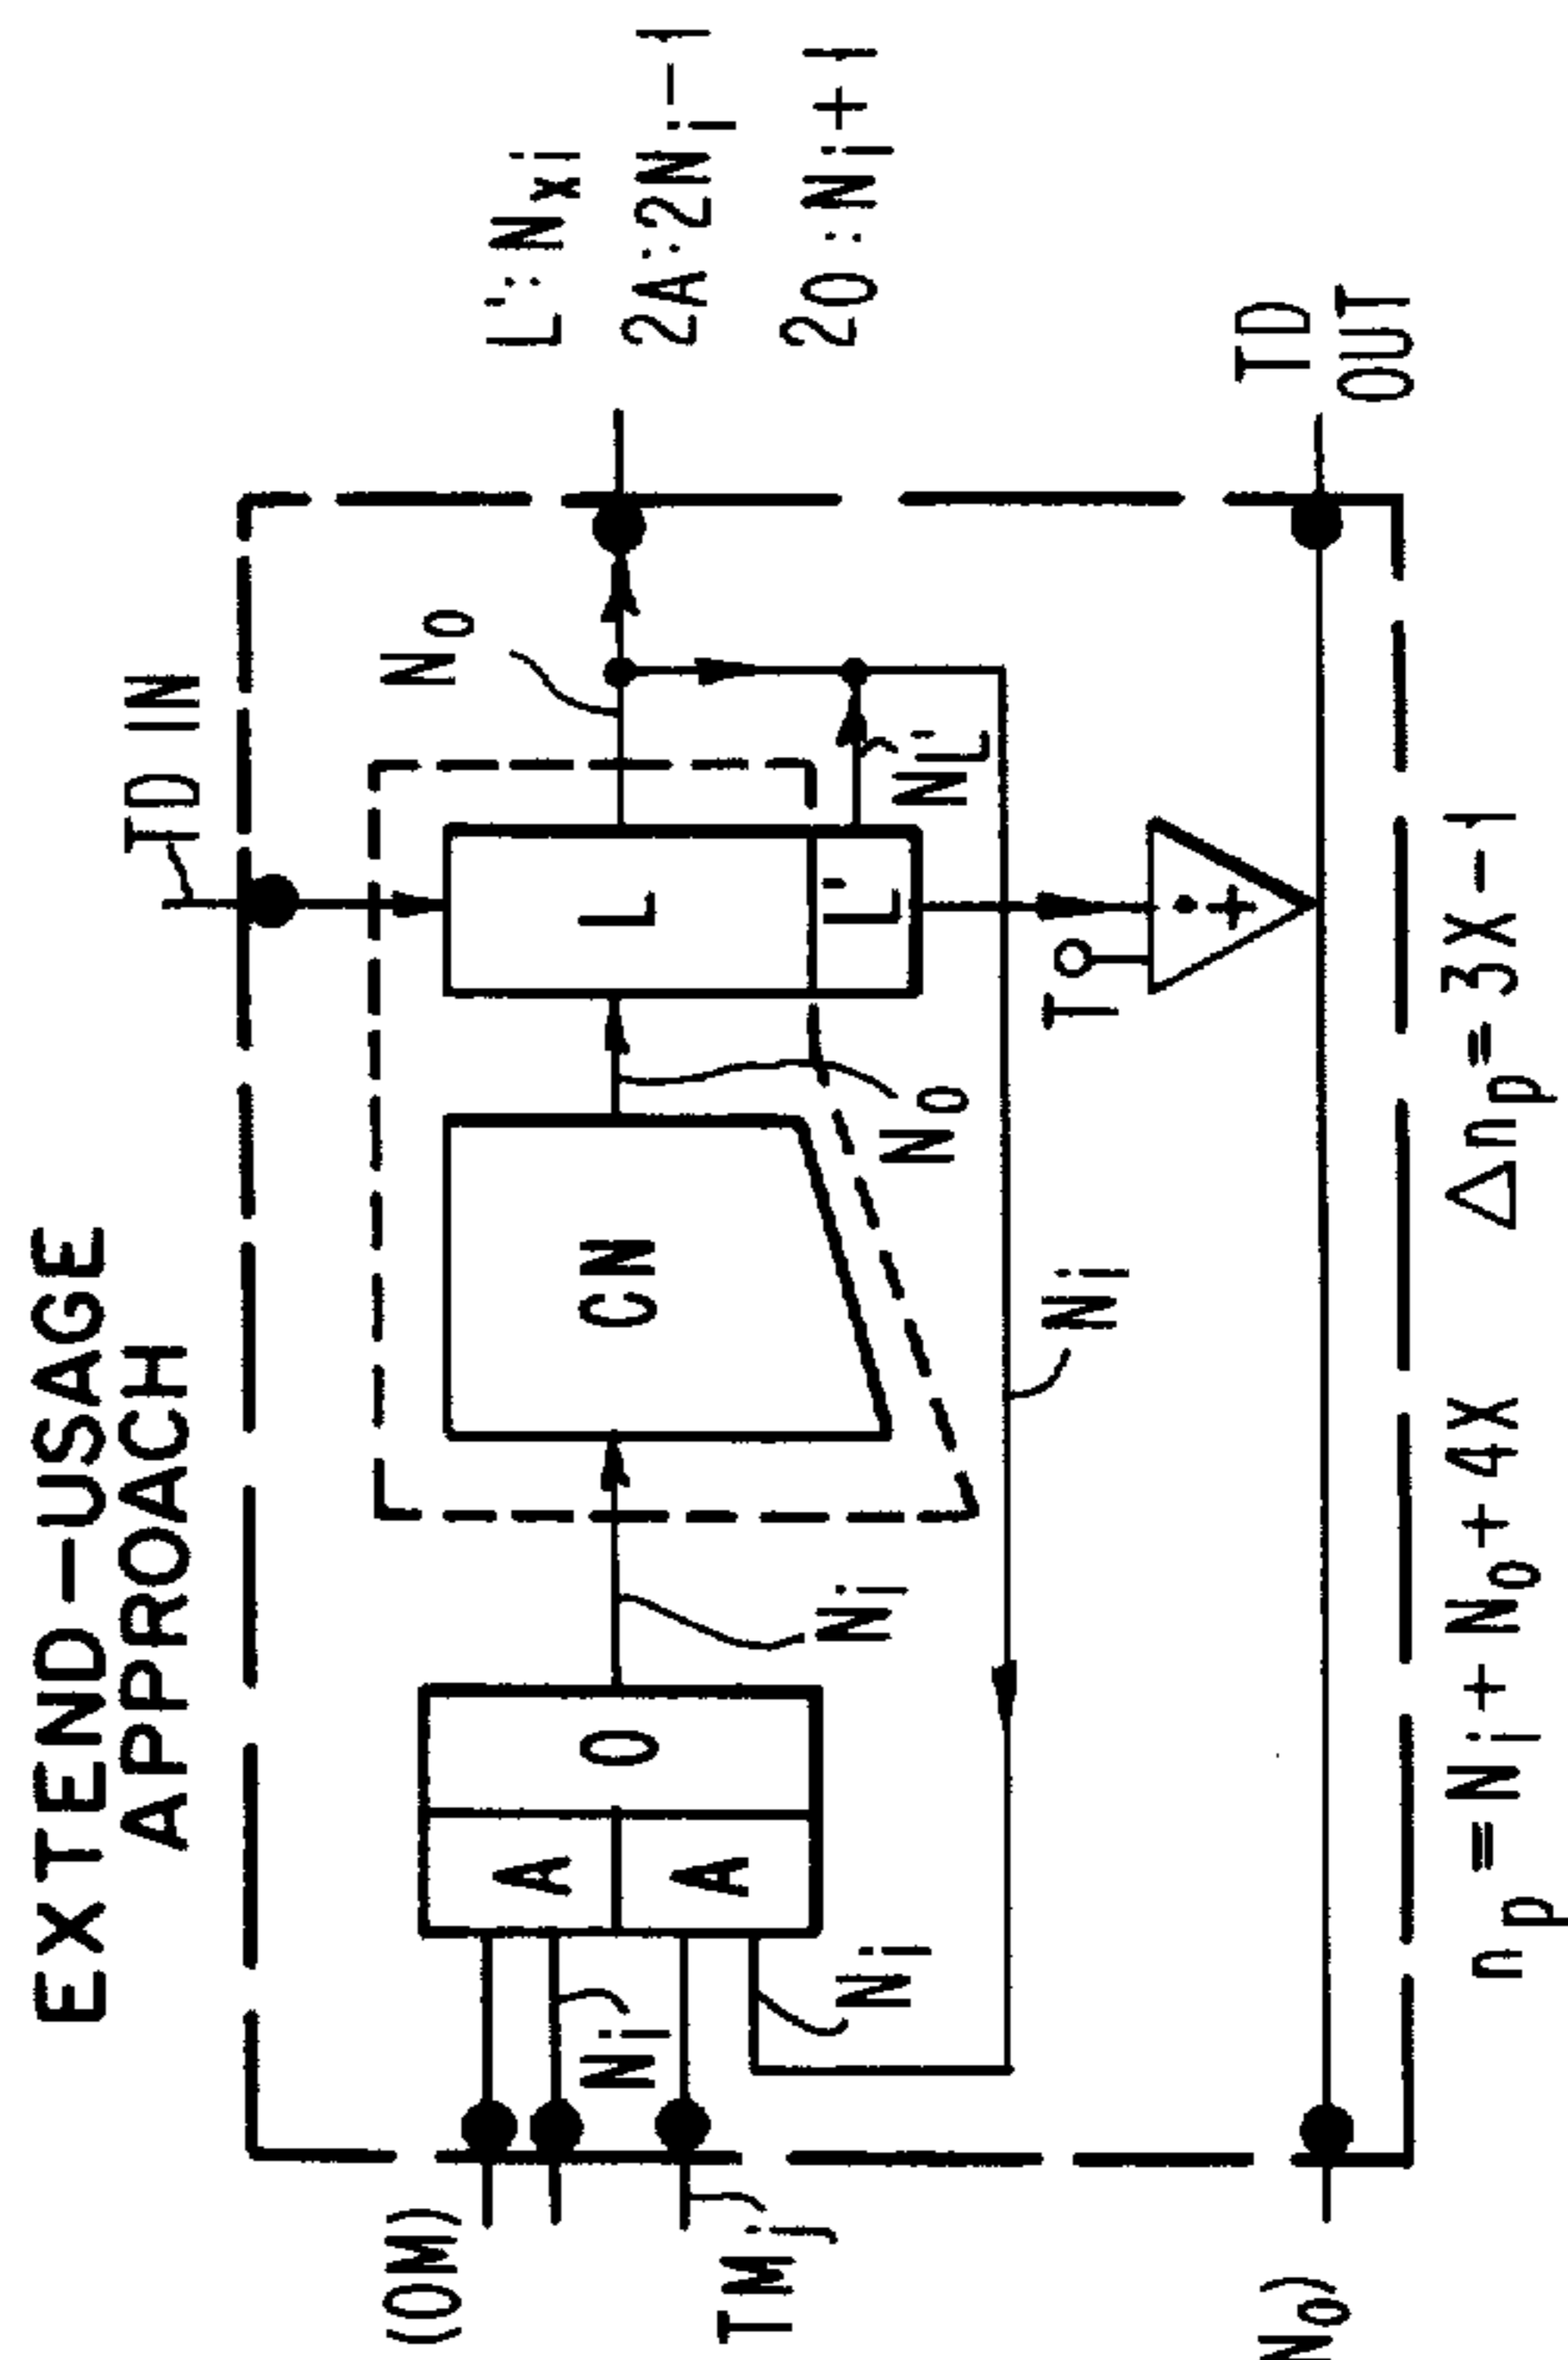 EXTEND-USAGE
APPROACH
TD IN
(OM)
TMj
Ni
Ni
A
A
O
Ni
CN
No
L
L'
No
NL'
Ni
T
÷
L': Nxi
2A: 2Ni-1
2O: Ni+1
TD
OUT
No)
np = Ni + No + 4X
Δnp = 3X-1